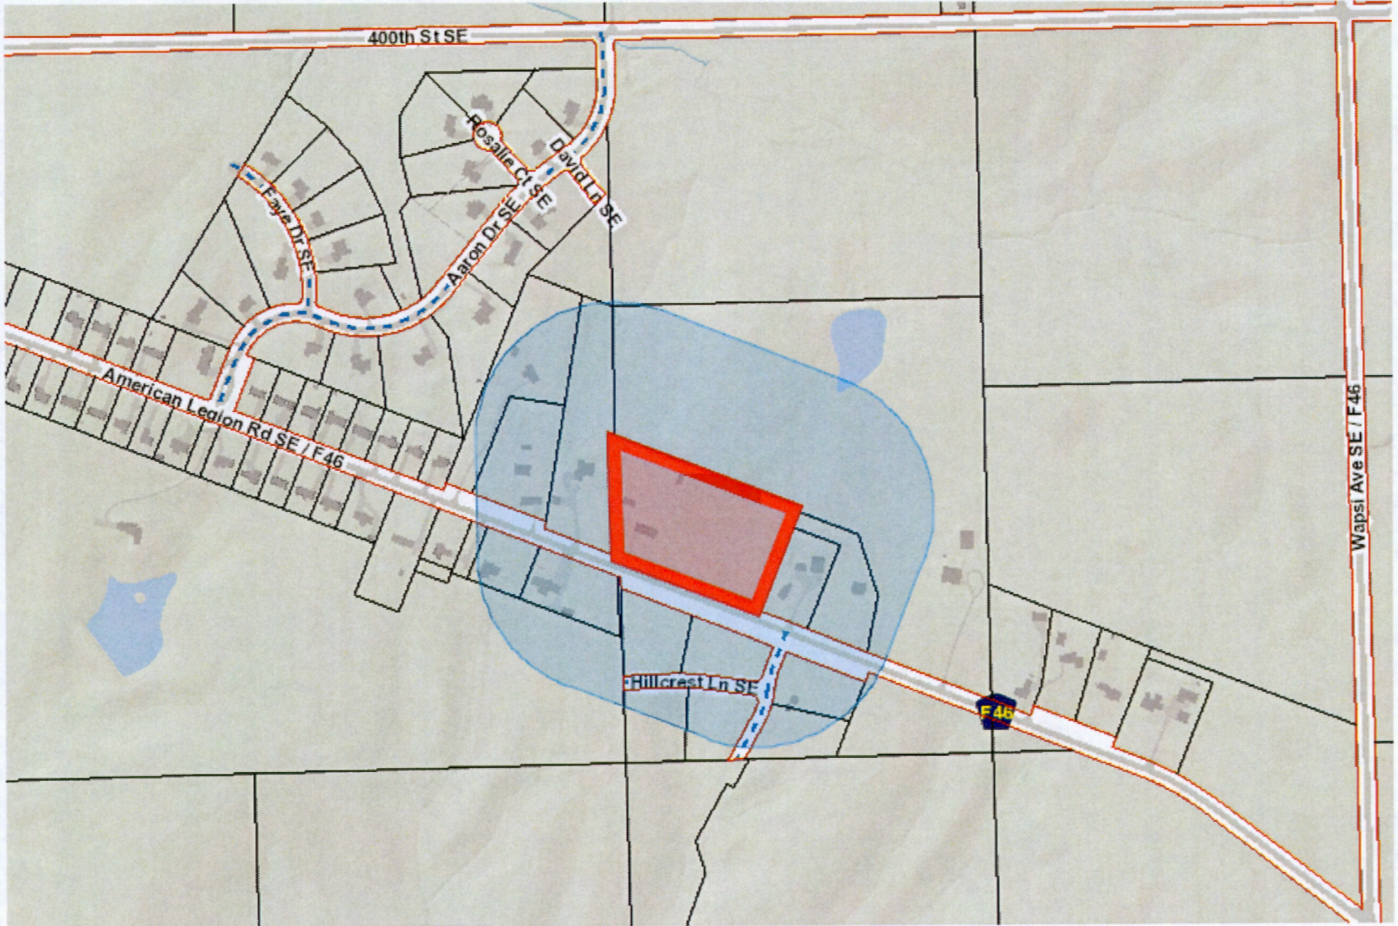 400th St SE
Rosalie Ct SE
David Ln SE
Faye Dr SE
Aaron Dr SE
American Legion Rd SE / F46
Wapsi Ave SE / F46
Hillcrest Ln SE
F 46